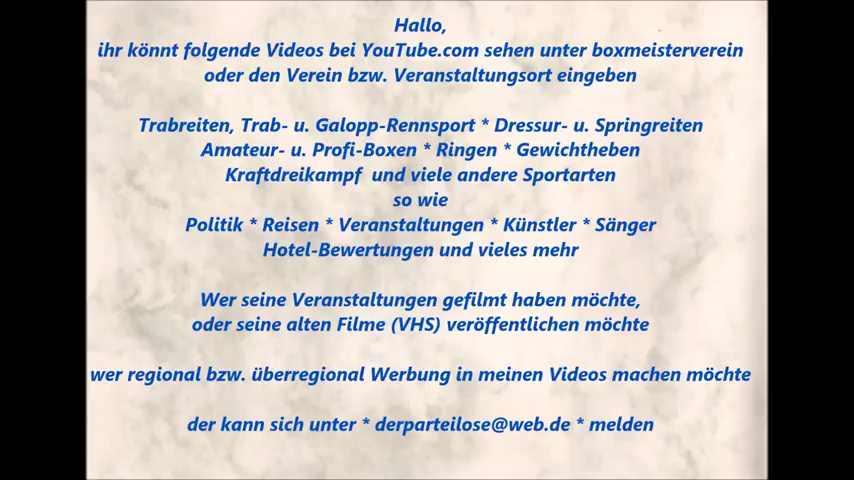 Hallo,
ihr könnt folgende Videos bei YouTube.com sehen unter boxmeisterverein
oder den Verein bzw. Veranstaltungsort eingeben
Trabreiten, Trab- u. Galopp-Rennsport * Dressur- u. Springreiten
Amateur- u. Profi-Boxen * Ringen * Gewichtheben
Kraftdreikampf und viele andere Sportarten
so wie
Politik * Reisen * Veranstaltungen * Künstler * Sänger
Hotel-Bewertungen und vieles mehr
Wer seine Veranstaltungen gefilmt haben möchte,
oder seine alten Filme (VHS) veröffentlichen möchte
wer regional bzw. überregional Werbung in meinen Videos machen möchte
der kann sich unter * derparteilose@web.de * melden